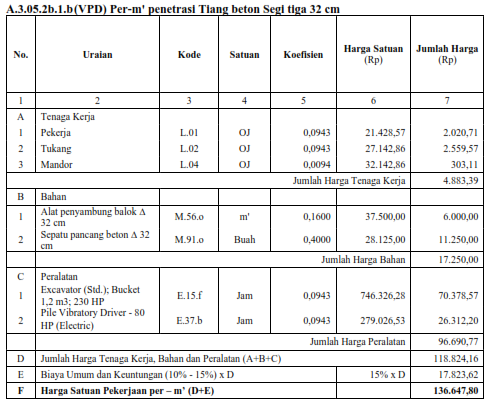 A.3.05.2b.1.b (VPD) Per-m' penetrasi Tiang beton Segi tiga 32 cm
No. Uraian Kode Satuan Koefisien Harga Satuan (Rp) Jumlah Harga (Rp)
1 2 3 4 5 6 7
A Tenaga Kerja
1 Pekerja L.01 OJ 0,0943 21.428,57 2.020,71
2 Tukang L.02 OJ 0,0943 27.142,86 2.559,57
3 Mandor L.04 OJ 0,0094 32.142,86 303,11
Jumlah Harga Tenaga Kerja 4.883,39
B Bahan
1 Alat penyambung balok Δ 32 cm M.56.o m' 0,1600 37.500,00 6.000,00
2 Sepatu pancang beton Δ 32 cm M.91.o Buah 0,4000 28.125,00 11.250,00
Jumlah Harga Bahan 17.250,00
C Peralatan
1 Excavator (Std.); Bucket 1,2 m3; 230 HP E.15.f Jam 0,0943 746.326,28 70.378,57
2 Pile Vibratory Driver - 80 HP (Electric) E.37.b Jam 0,0943 279.026,53 26.312,20
Jumlah Harga Peralatan 96.690,77
D Jumlah Harga Tenaga Kerja, Bahan dan Peralatan (A+B+C) 118.824,16
E Biaya Umum dan Keuntungan (10% - 15%) x D 15% x D 17.823,62
F Harga Satuan Pekerjaan per – m' (D+E) 136.647,80